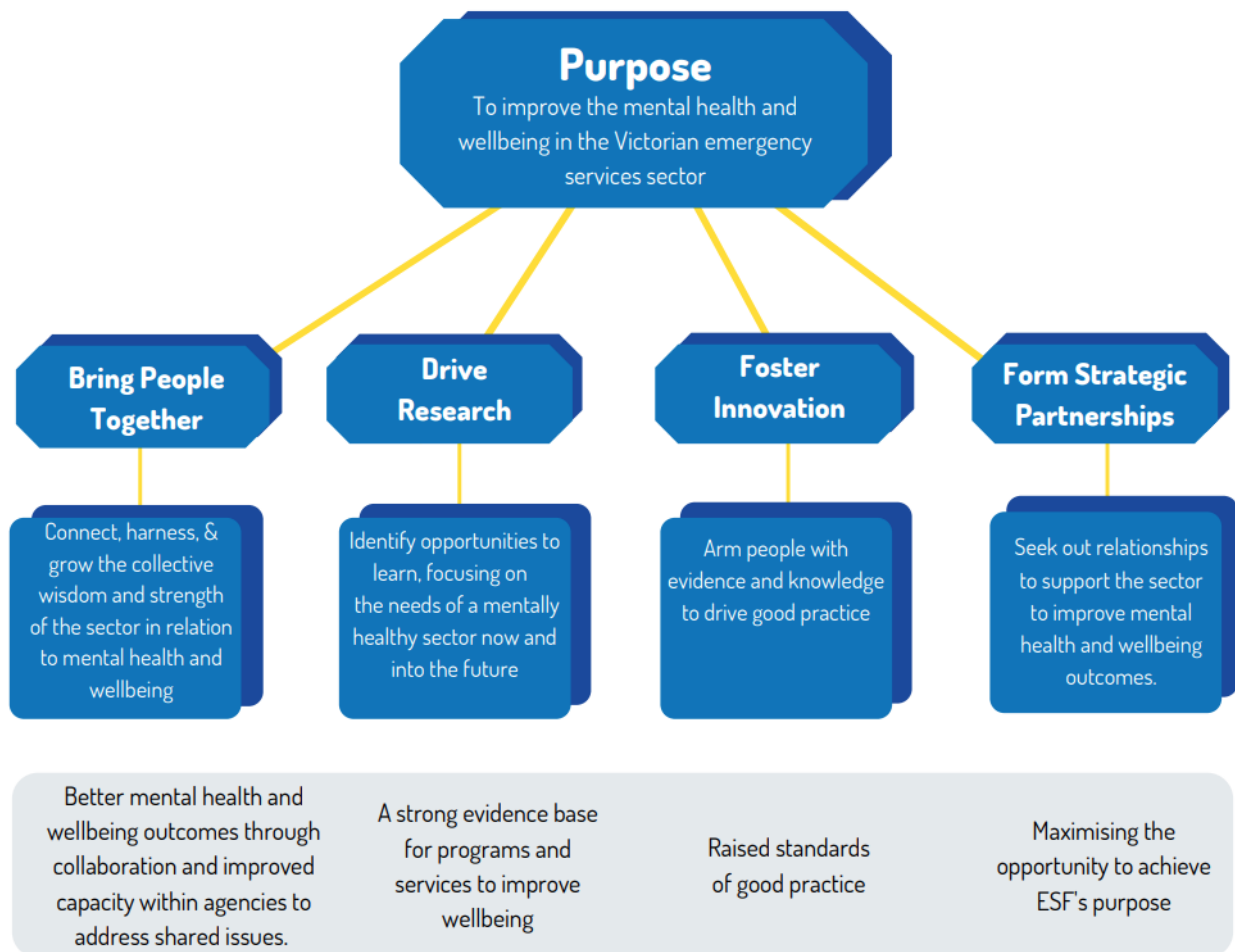 Purpose
To improve the mental health and
wellbeing in the Victorian emergency
services sector
Bring People
Together
Drive
Research
Foster
Innovation
Form Strategic
Partnerships
Connect, harness, &
grow the collective
wisdom and strength
of the sector in relation
to mental health and
wellbeing
Identify opportunities to
learn, focusing on
the needs of a mentally
healthy sector now and
into the future
Arm people with
evidence and knowledge
to drive good practice
Seek out relationships
to support the sector
to improve mental
health and wellbeing
outcomes.
Better mental health and
wellbeing outcomes through
collaboration and improved
capacity within agencies to
address shared issues.
A strong evidence base
for programs and
services to improve
wellbeing
Raised standards
of good practice
Maximising the
opportunity to achieve
ESF's purpose